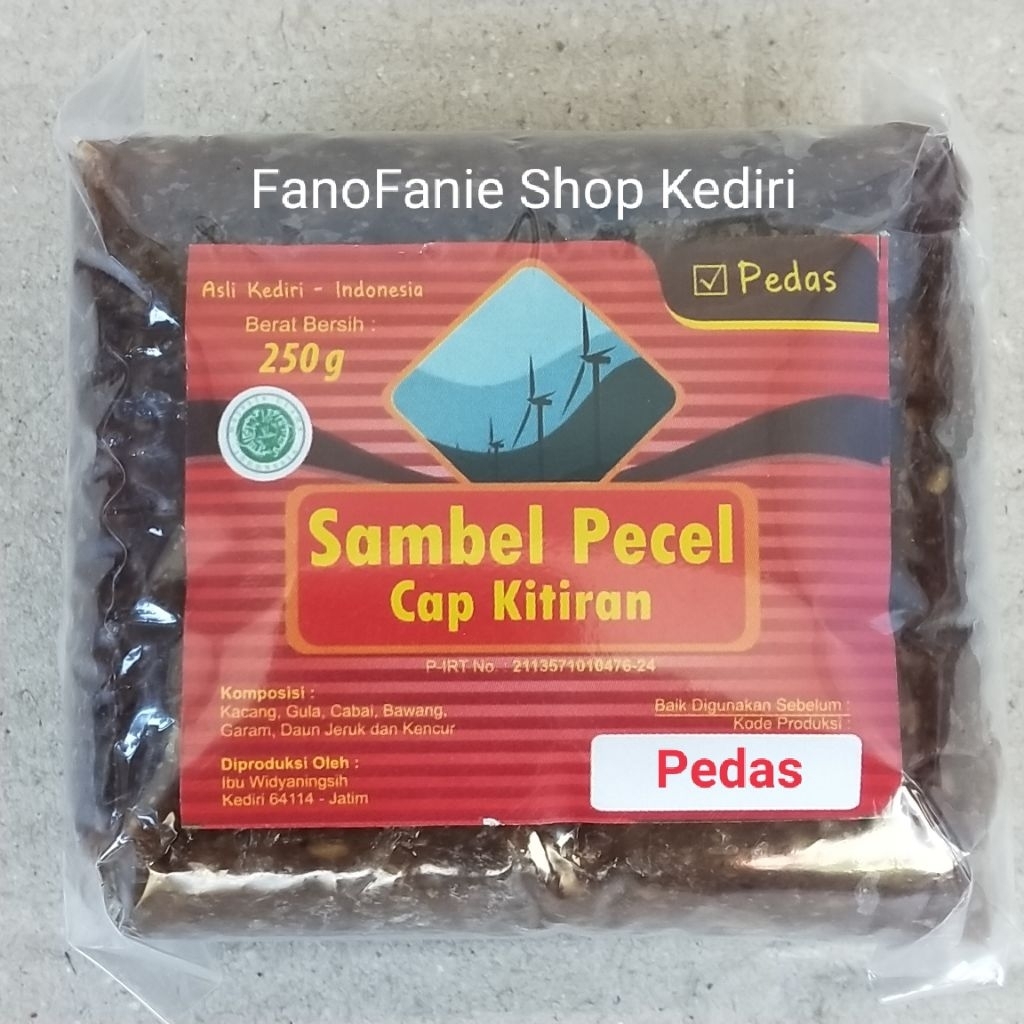 FanoFanie Shop Kediri
Asli Kediri - Indonesia
Pedas
Berat Bersih :
250 g
Sambel Pecel
Cap Kitiran
P-IRT No. : 2113571010476-24
Komposisi :
Kacang, Gula, Cabai, Bawang,
Garam, Daun Jeruk dan Kencur
Baik Digunakan Sebelum :
Kode Produksi :
Pedas
Diproduksi Oleh :
Ibu Widyaningsih
Kediri 64114 - Jatim